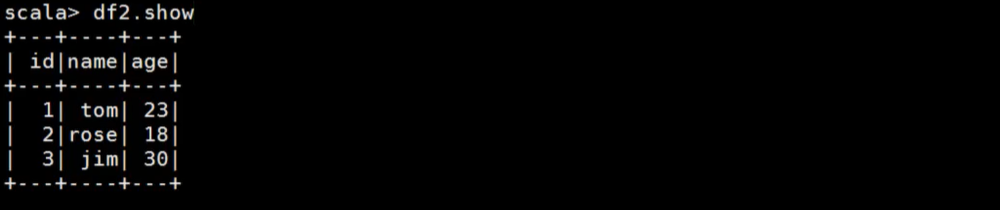 scala> df2.show
+---+----+---+
| id|name|age|
+---+----+---+
|  1| tom| 23|
|  2|rose| 18|
|  3| jim| 30|
+---+----+---+